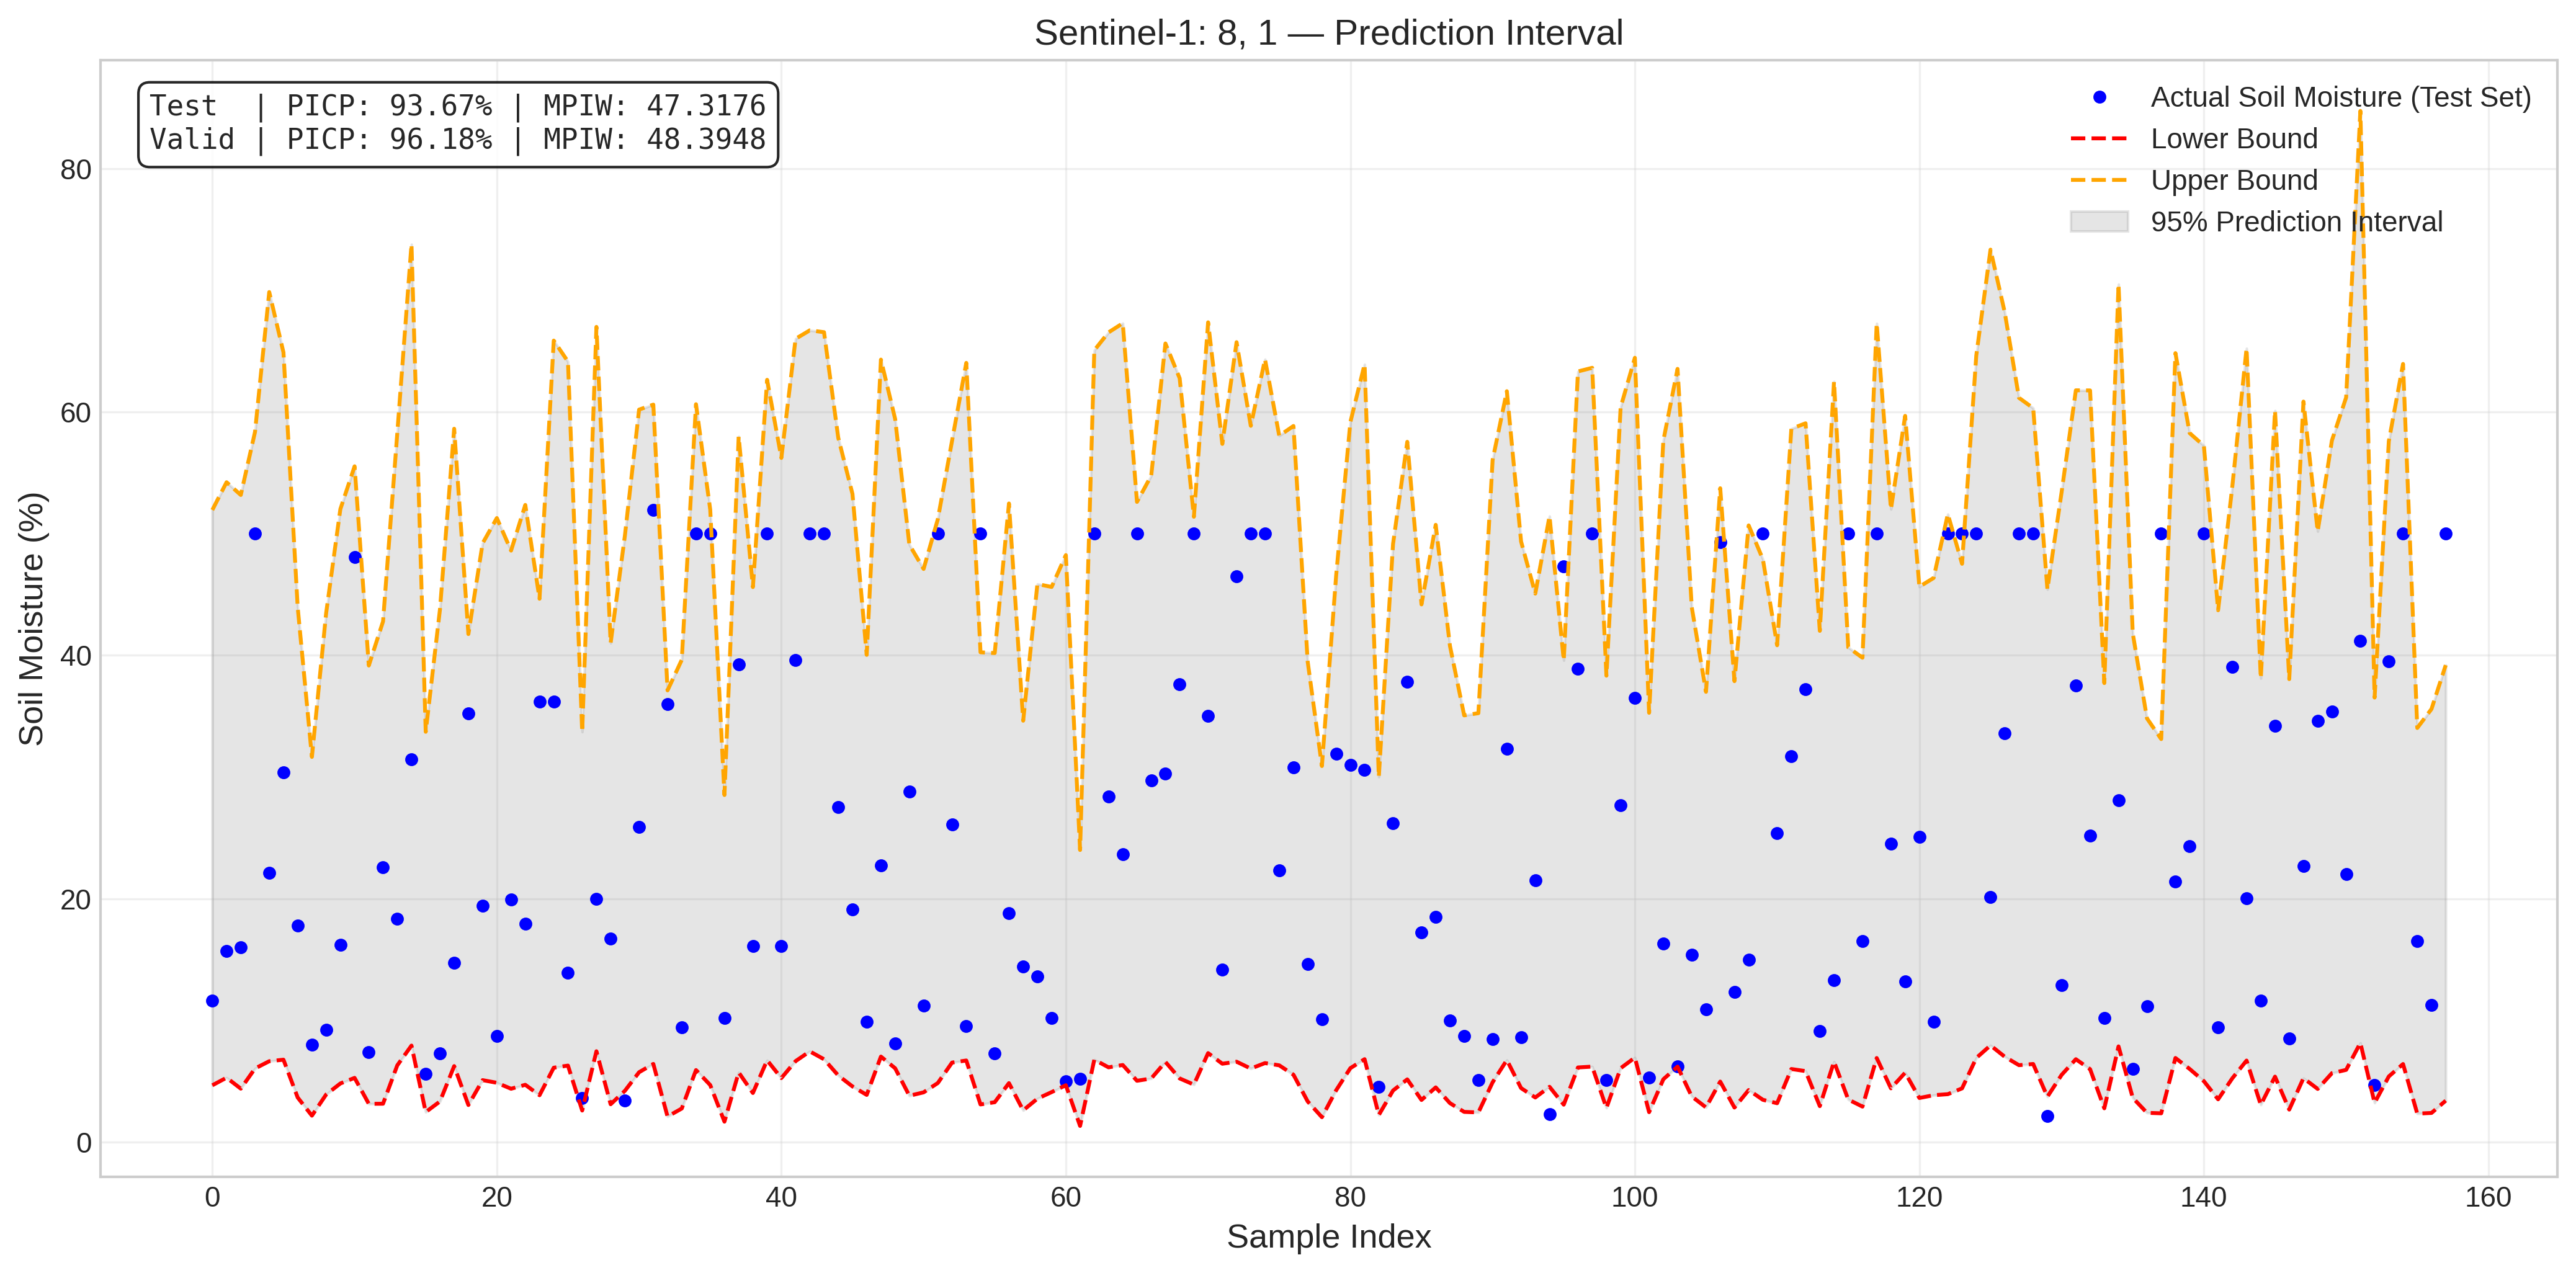 Sentinel-1: 8, 1 — Prediction Interval
Test  | PICP: 93.67% | MPIW: 47.3176
Valid | PICP: 96.18% | MPIW: 48.3948
Actual Soil Moisture (Test Set)
Lower Bound
Upper Bound
95% Prediction Interval
Soil Moisture (%)
80
60
40
20
0
0 20 40 60 80 100 120 140 160
Sample Index